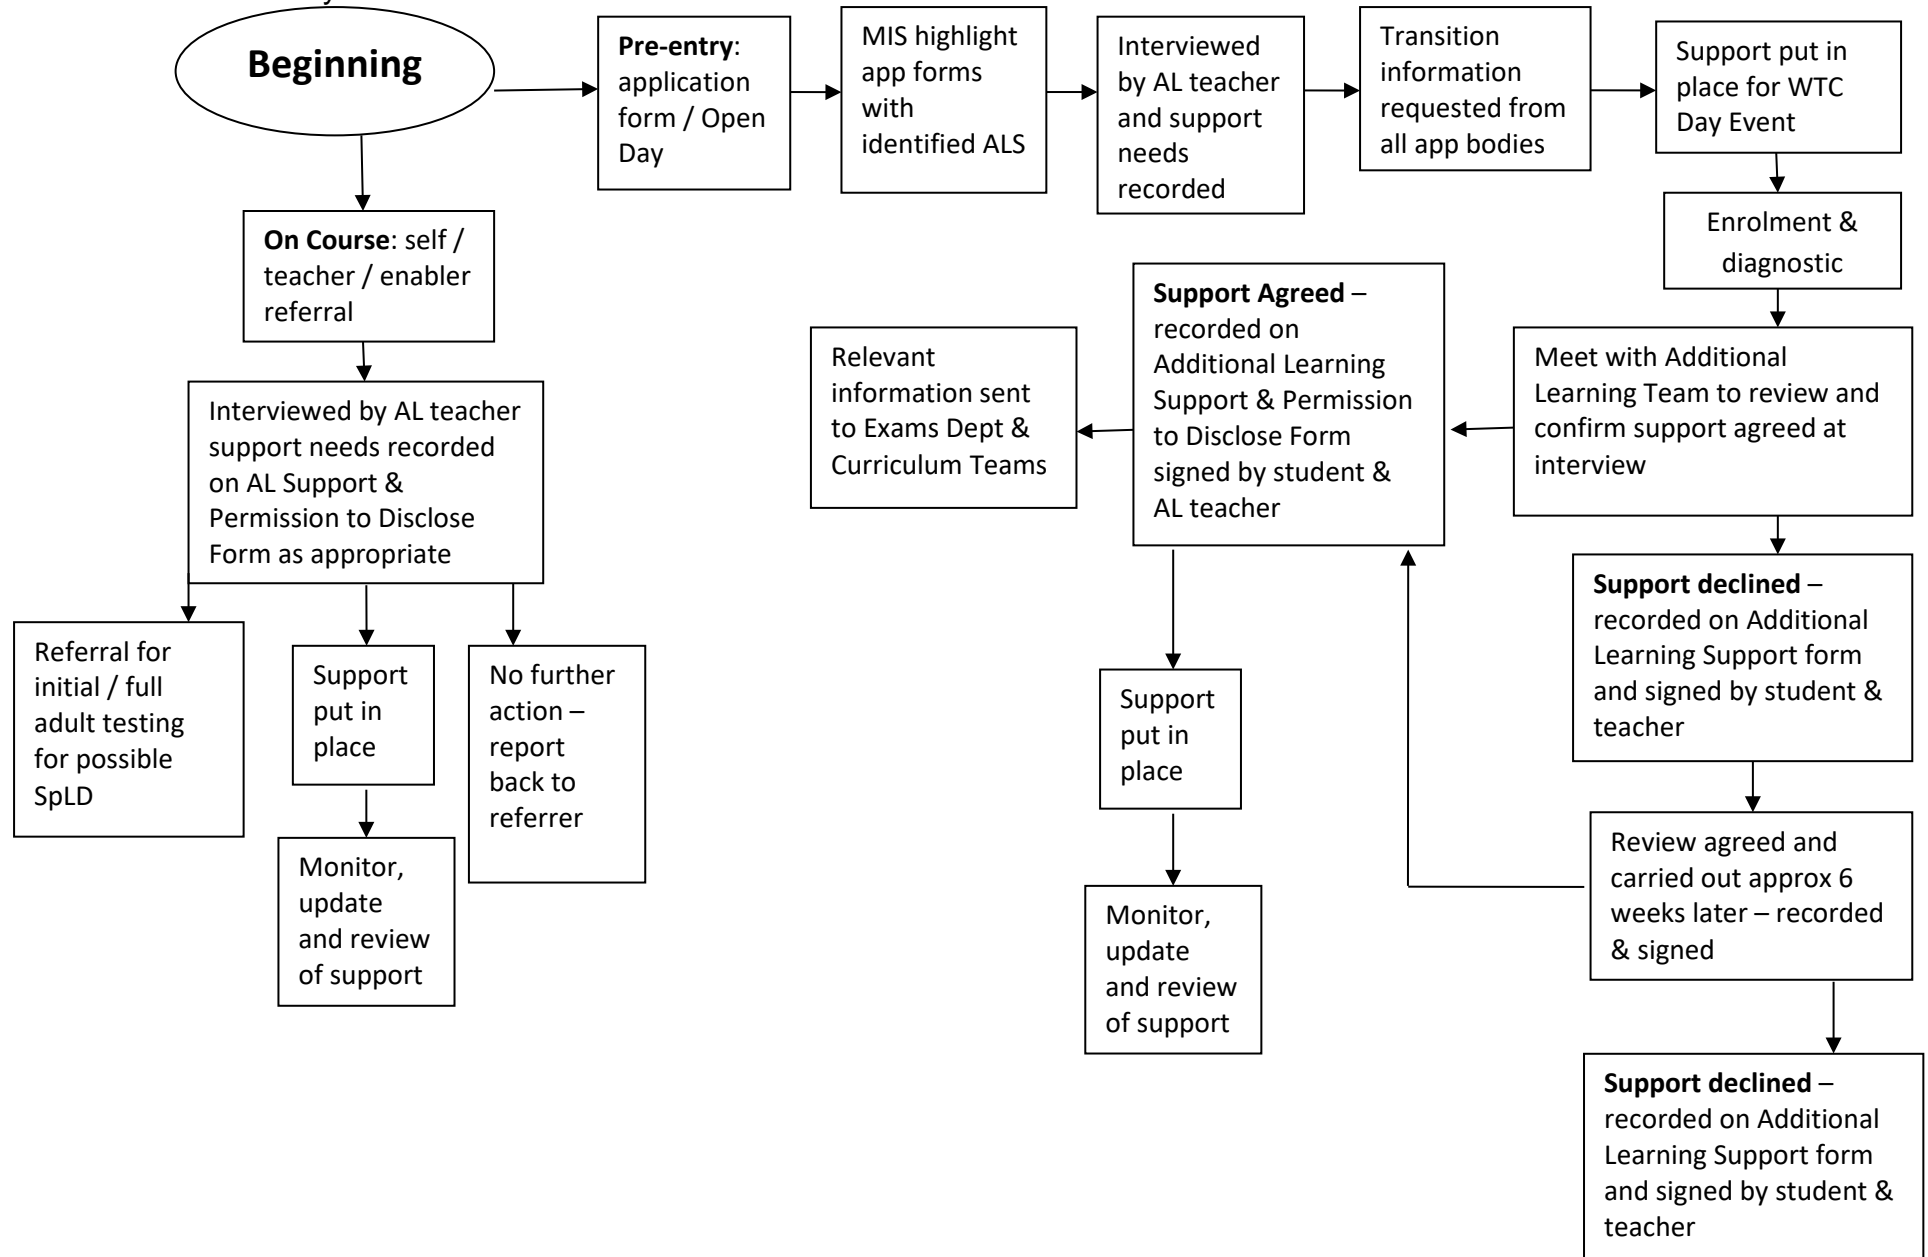 Beginning
Pre-entry:
application
form / Open
Day
MIS highlight
app forms
with
identified ALS
Interviewed
by AL teacher
and support
needs
recorded
Transition
information
requested from
all app bodies
Support put in
place for WTC
Day Event
Enrolment &
diagnostic
Meet with Additional
Learning Team to review and
confirm support agreed at
interview
Support Agreed –
recorded on
Additional Learning
Support & Permission
to Disclose Form
signed by student &
AL teacher
Relevant
information sent
to Exams Dept &
Curriculum Teams
Support
put in
place
Monitor,
update
and review
of support
Support declined –
recorded on Additional
Learning Support form
and signed by student &
teacher
Review agreed and
carried out approx 6
weeks later – recorded
& signed
Support declined –
recorded on Additional
Learning Support form
and signed by student &
teacher
On Course: self /
teacher / enabler
referral
Interviewed by AL teacher
support needs recorded
on AL Support &
Permission to Disclose
Form as appropriate
Referral for
initial / full
adult testing
for possible
SpLD
Support
put in
place
Monitor,
update
and review
of support
No further
action –
report
back to
referrer